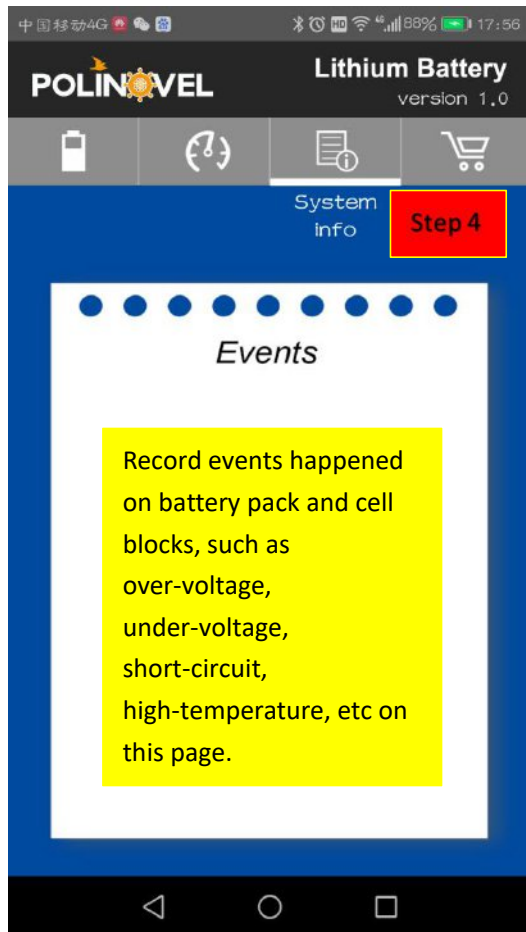 中国移动4G HD 4G 88% 17:56
POLINOVEL
Lithium Battery
version 1.0
System
info
Step 4
Events
Record events happened
on battery pack and cell
blocks, such as
over-voltage,
under-voltage,
short-circuit,
high-temperature, etc on
this page.